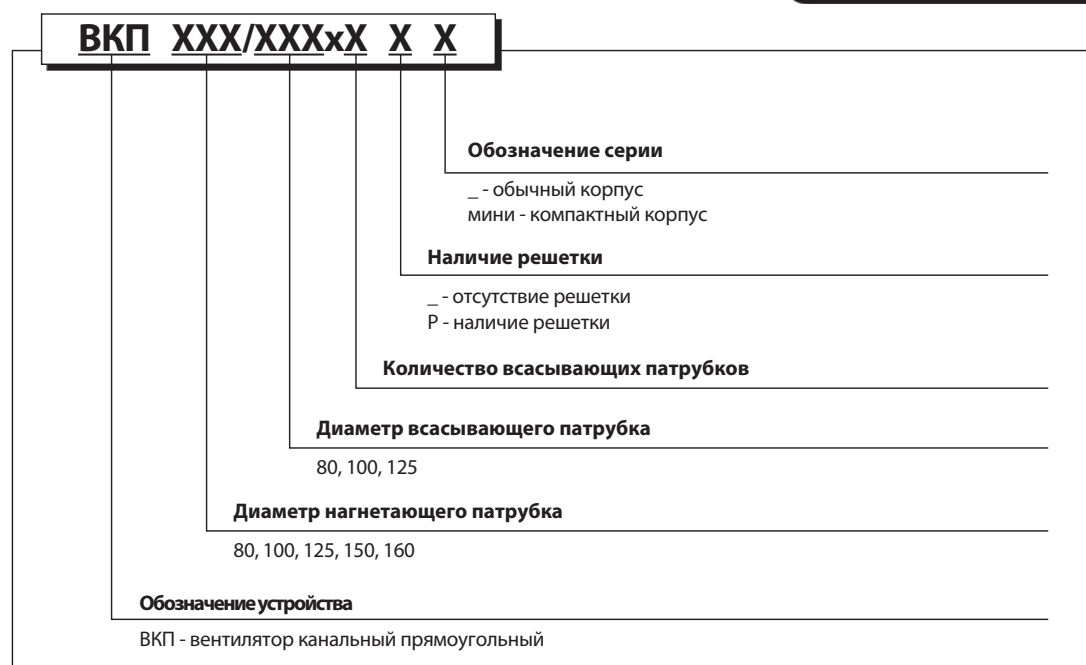 ВКП XXX/XXXxX X X
Обозначение серии
_ - обычный корпус
мини - компактный корпус
Наличие решетки
_ - отсутствие решетки
Р - наличие решетки
Количество всасывающих патрубков
Диаметр всасывающего патрубка
80, 100, 125
Диаметр нагнетающего патрубка
80, 100, 125, 150, 160
Обозначение устройства
ВКП - вентилятор канальный прямоугольный